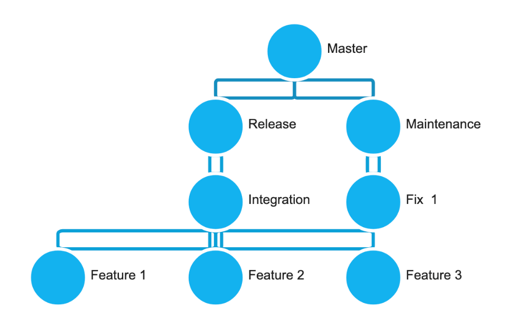 Master
Release
Maintenance
Integration
Fix  1
Feature 1
Feature 2
Feature 3